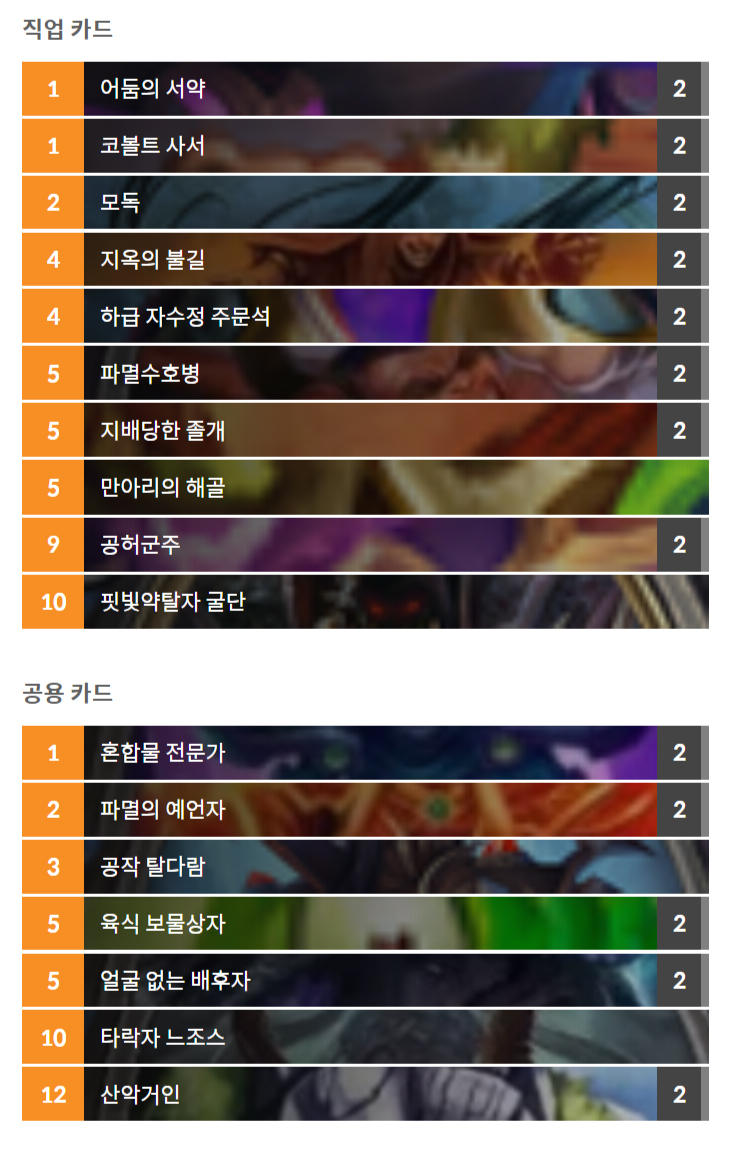 직업 카드
1 어둠의 서약 2
1 코볼트 사서 2
2 모독 2
4 지옥의 불길 2
4 하급 자수정 주문석 2
5 파멸수호병 2
5 지배당한 졸개 2
5 만아리의 해골
9 공허군주 2
10 핏빛약탈자 굴단
공용 카드
1 혼합물 전문가 2
2 파멸의 예언자 2
3 공작 탈다람
5 육식 보물상자 2
5 얼굴 없는 배후자 2
10 타락자 느조스
12 산악거인 2